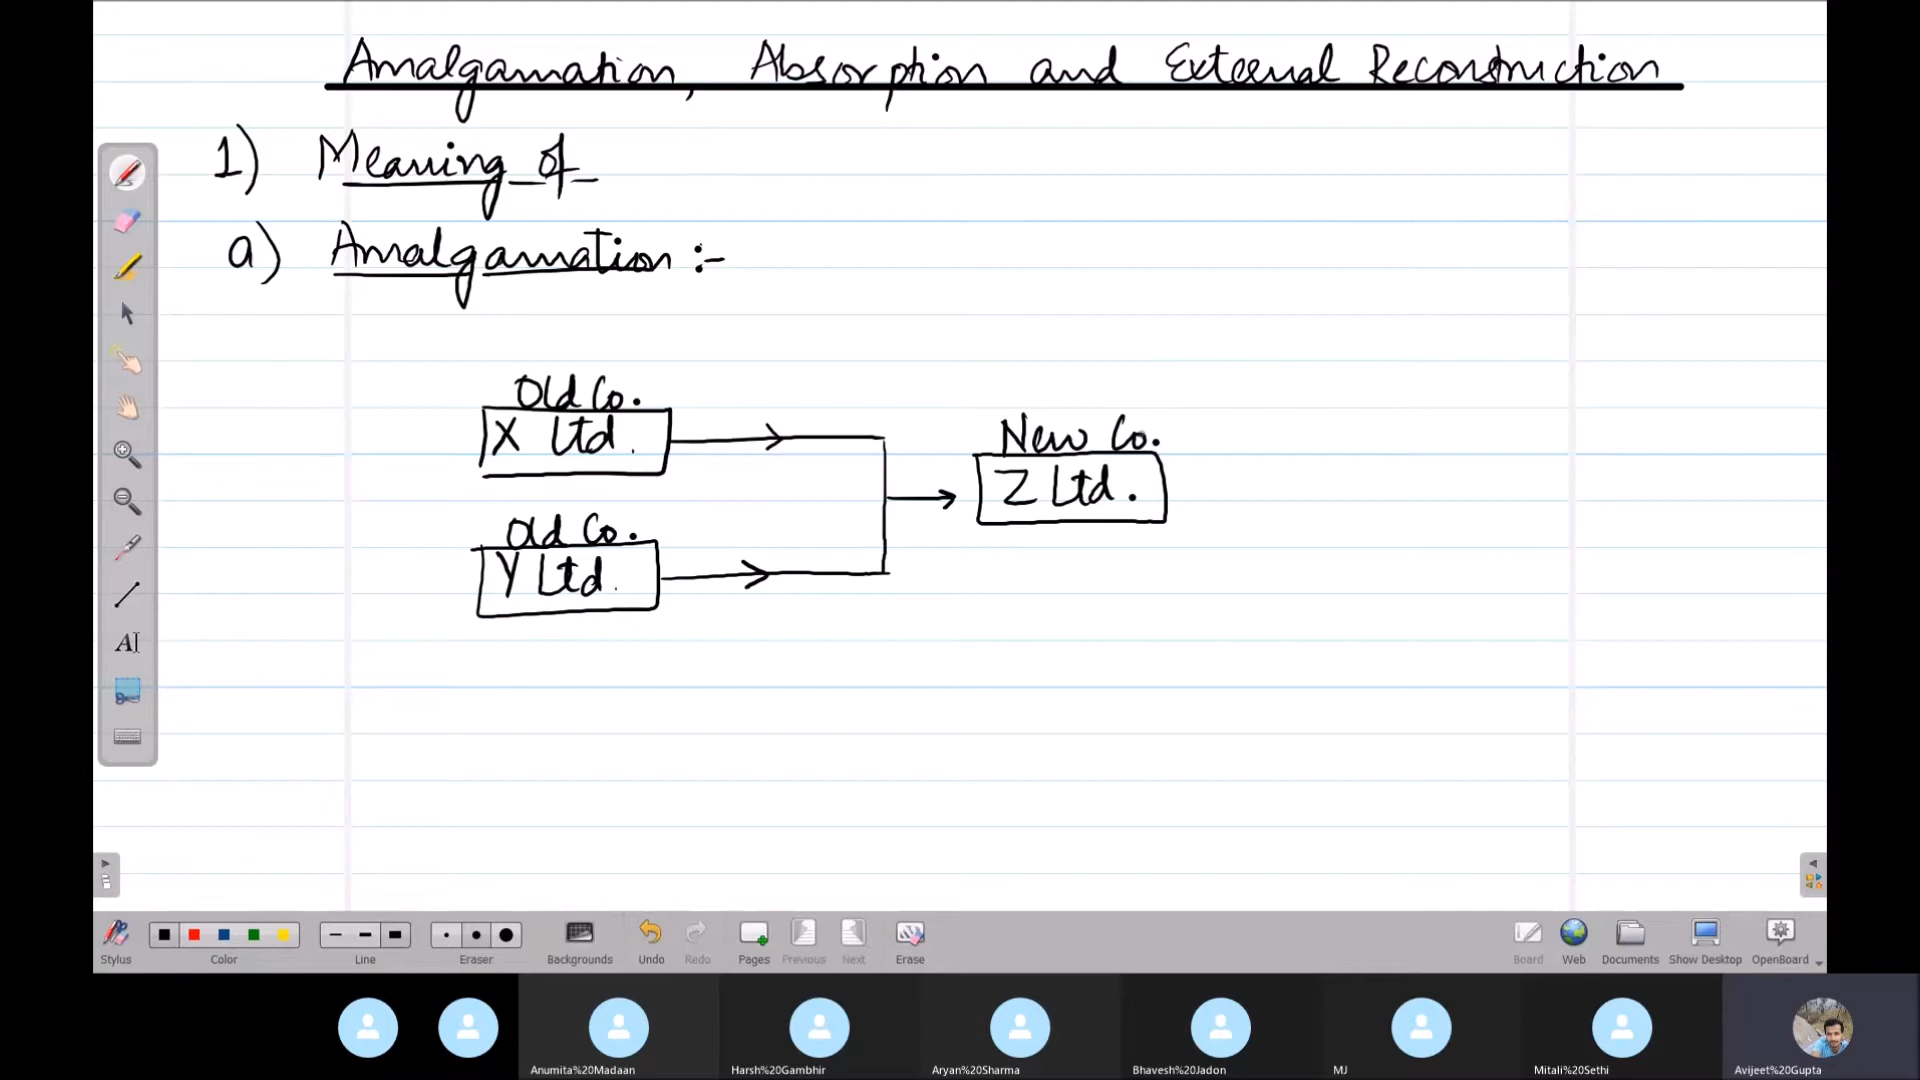 Amalgamation, Absorption and External Reconstruction
1) Meaning of
a) Amalgamation :-
Old Co.
X Ltd.
New Co.
Z Ltd.
Old Co.
Y Ltd.
AI
Stylus
Color
Line
Eraser
Backgrounds
Undo
Redo
Pages
Previous
Next
Erase
Board
Web
Documents
Show Desktop
OpenBoard
Anumita%20Madaan
Harsh%20Gambhir
Aryan%20Sharma
Bhavesh%20Jadon
MJ
Mitali%20Sethi
Avijeet%20Gupta